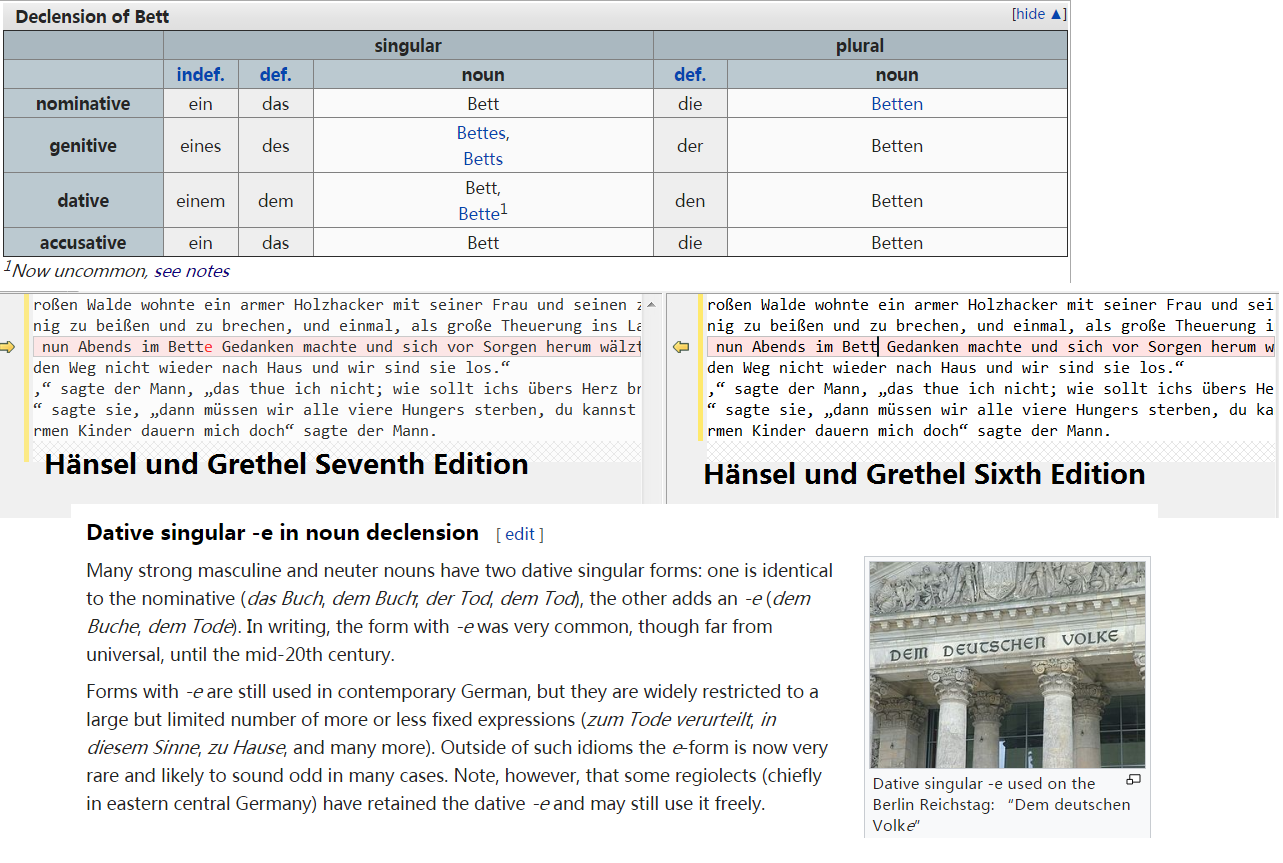 Declension of Bett [hide ▲]
singular plural
indef. def. noun def. noun
nominative ein das Bett die Betten
genitive eines des Bettes, Betts der Betten
dative einem dem Bett, Bette1 den Betten
accusative ein das Bett die Betten
1Now uncommon, see notes
roßen Walde wohnte ein armer Holzhacker mit seiner Frau und seinen
nig zu beißen und zu brechen, und einmal, als große Theuerung ins La
nun Abends im Bette Gedanken machte und sich vor Sorgen herum wälzt
den Weg nicht wieder nach Haus und wir sind sie los.“
,“ sagte der Mann, „das thue ich nicht; wie sollt ichs übers Herz br
“ sagte sie, „dann müssen wir alle viere Hungers sterben, du kannst
rmen Kinder dauern mich doch“ sagte der Mann.
Hänsel und Grethel Seventh Edition
roßen Walde wohnte ein armer Holzhacker mit seiner Frau und sei
nig zu beißen und zu brechen, und einmal, als große Theuerung i
nun Abends im Bett Gedanken machte und sich vor Sorgen herum w
den Weg nicht wieder nach Haus und wir sind sie los.“
,“ sagte der Mann, „das thue ich nicht; wie sollt ichs übers He
“ sagte sie, „dann müssen wir alle viere Hungers sterben, du ka
rmen Kinder dauern mich doch“ sagte der Mann.
Hänsel und Grethel Sixth Edition
Dative singular -e in noun declension [ edit ]
Many strong masculine and neuter nouns have two dative singular forms: one is identical
to the nominative (das Buch, dem Buch; der Tod, dem Tod), the other adds an -e (dem
Buche, dem Tode). In writing, the form with -e was very common, though far from
universal, until the mid-20th century.
Forms with -e are still used in contemporary German, but they are widely restricted to a
large but limited number of more or less fixed expressions (zum Tode verurteilt, in
diesem Sinne, zu Hause, and many more). Outside of such idioms the e-form is now very
rare and likely to sound odd in many cases. Note, however, that some regiolects (chiefly
in eastern central Germany) have retained the dative -e and may still use it freely.
DEM DEUTSCHEN VOLKE
Dative singular -e used on the
Berlin Reichstag: “Dem deutschen
Volke”